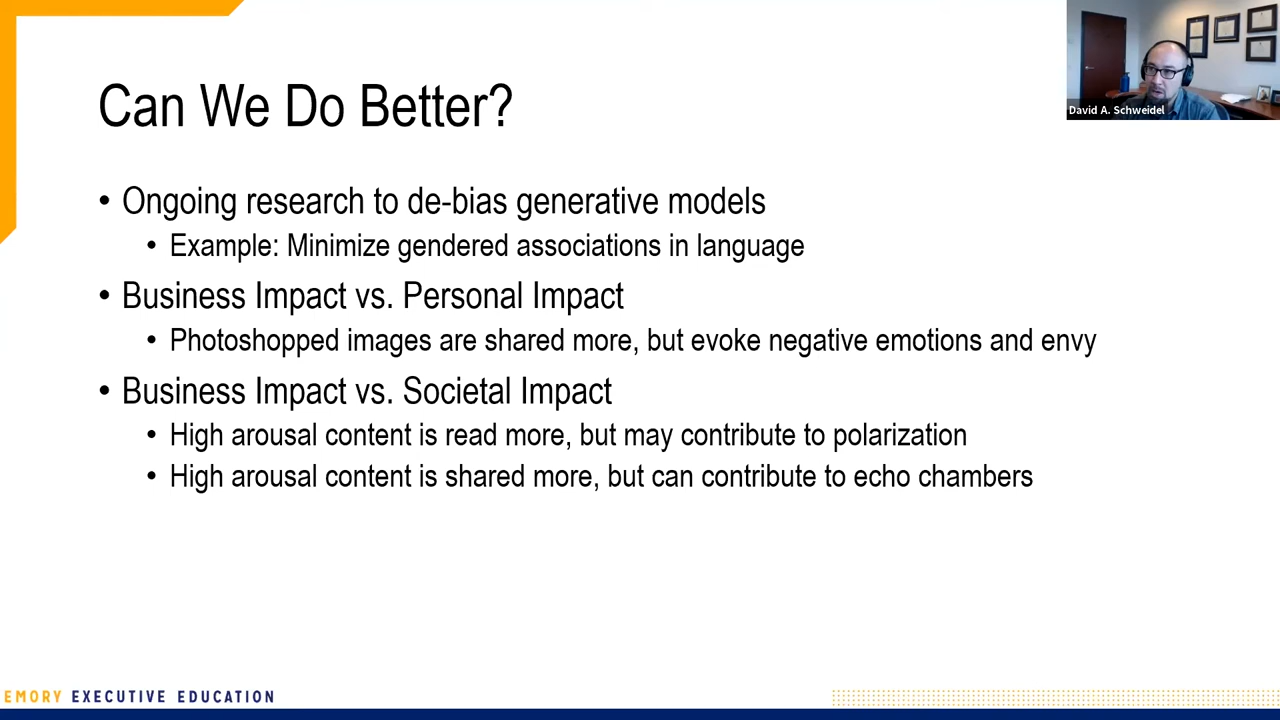 Can We Do Better?
David A. Schweidel
• Ongoing research to de-bias generative models
• Example: Minimize gendered associations in language
• Business Impact vs. Personal Impact
• Photoshopped images are shared more, but evoke negative emotions and envy
• Business Impact vs. Societal Impact
• High arousal content is read more, but may contribute to polarization
• High arousal content is shared more, but can contribute to echo chambers
EMORY EXECUTIVE EDUCATION